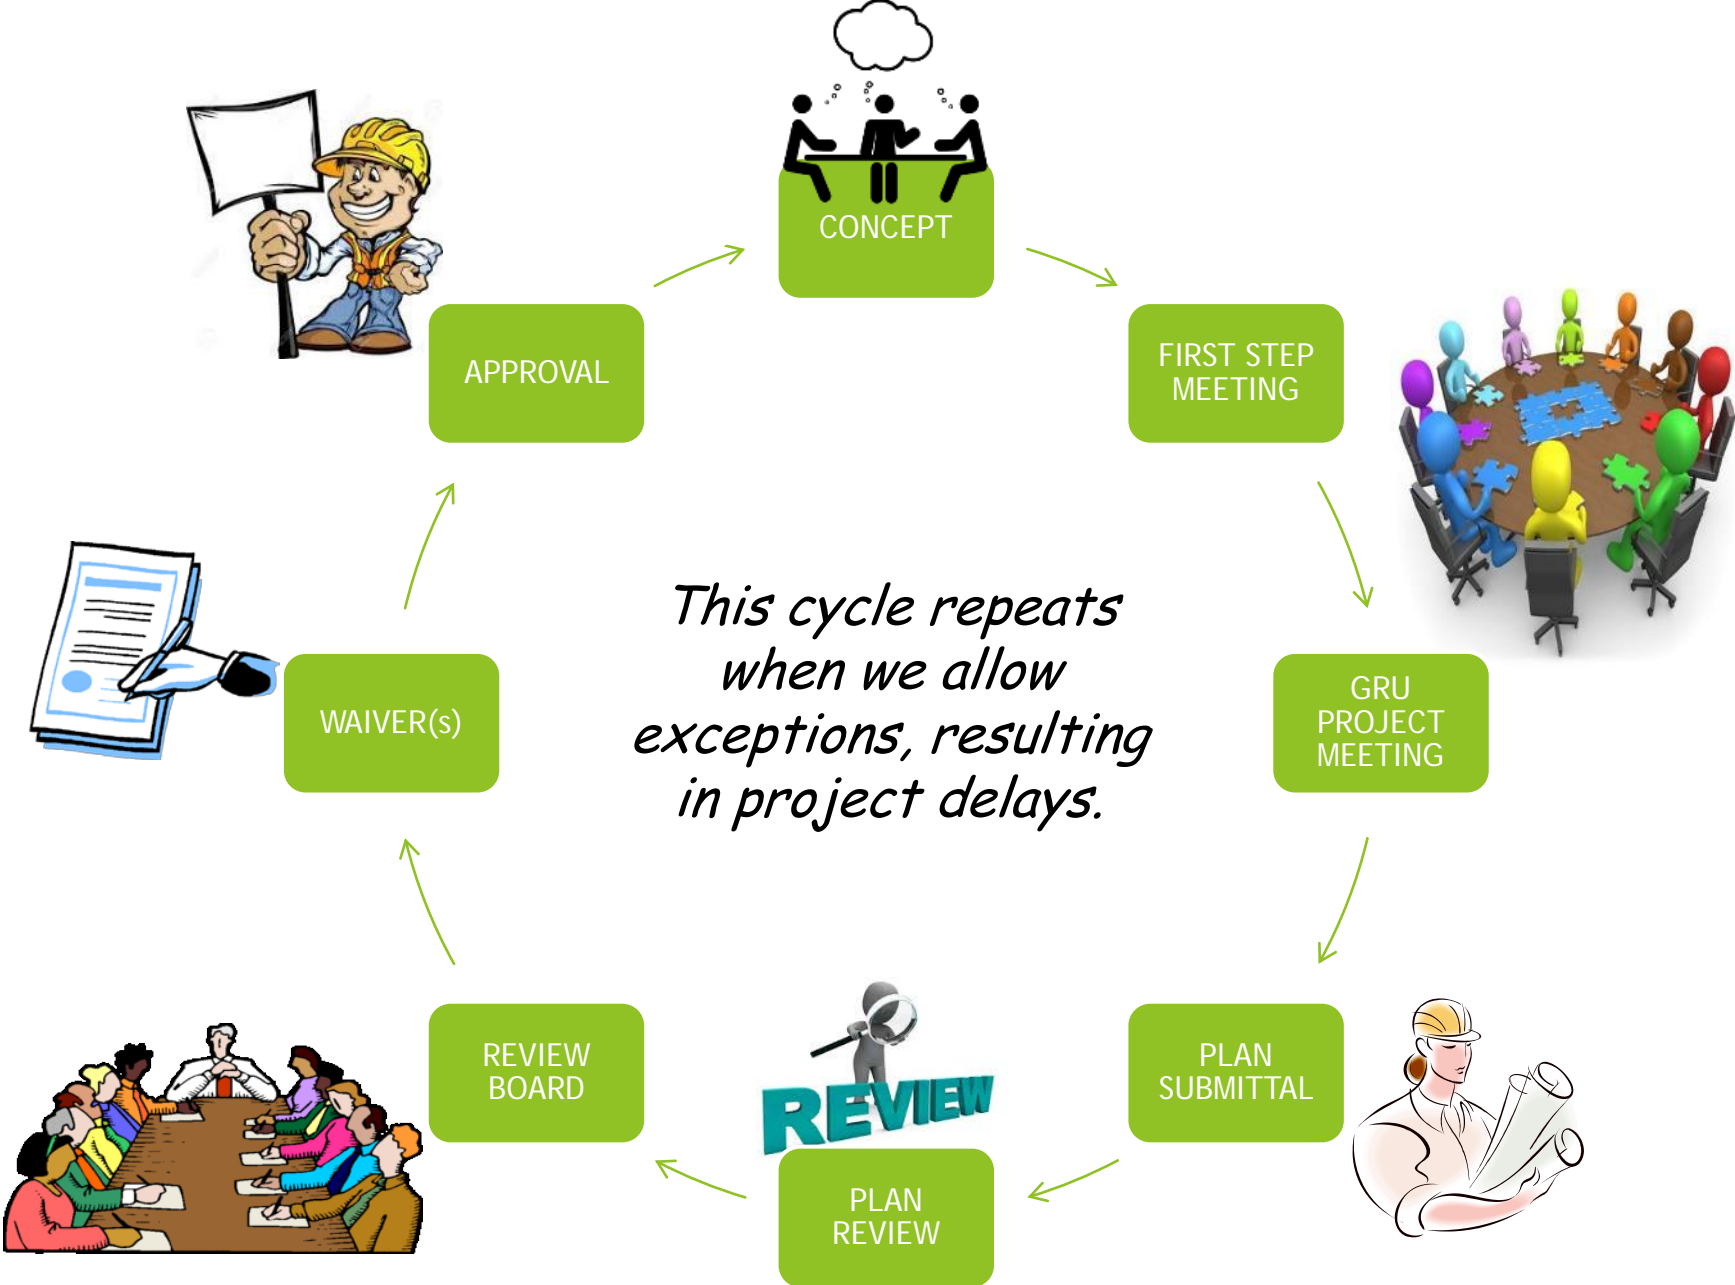 CONCEPT
FIRST STEP
MEETING
GRU
PROJECT
MEETING
PLAN
SUBMITTAL
REVIEW
PLAN
REVIEW
REVIEW
BOARD
WAIVER(s)
APPROVAL
This cycle repeats
when we allow
exceptions, resulting
in project delays.